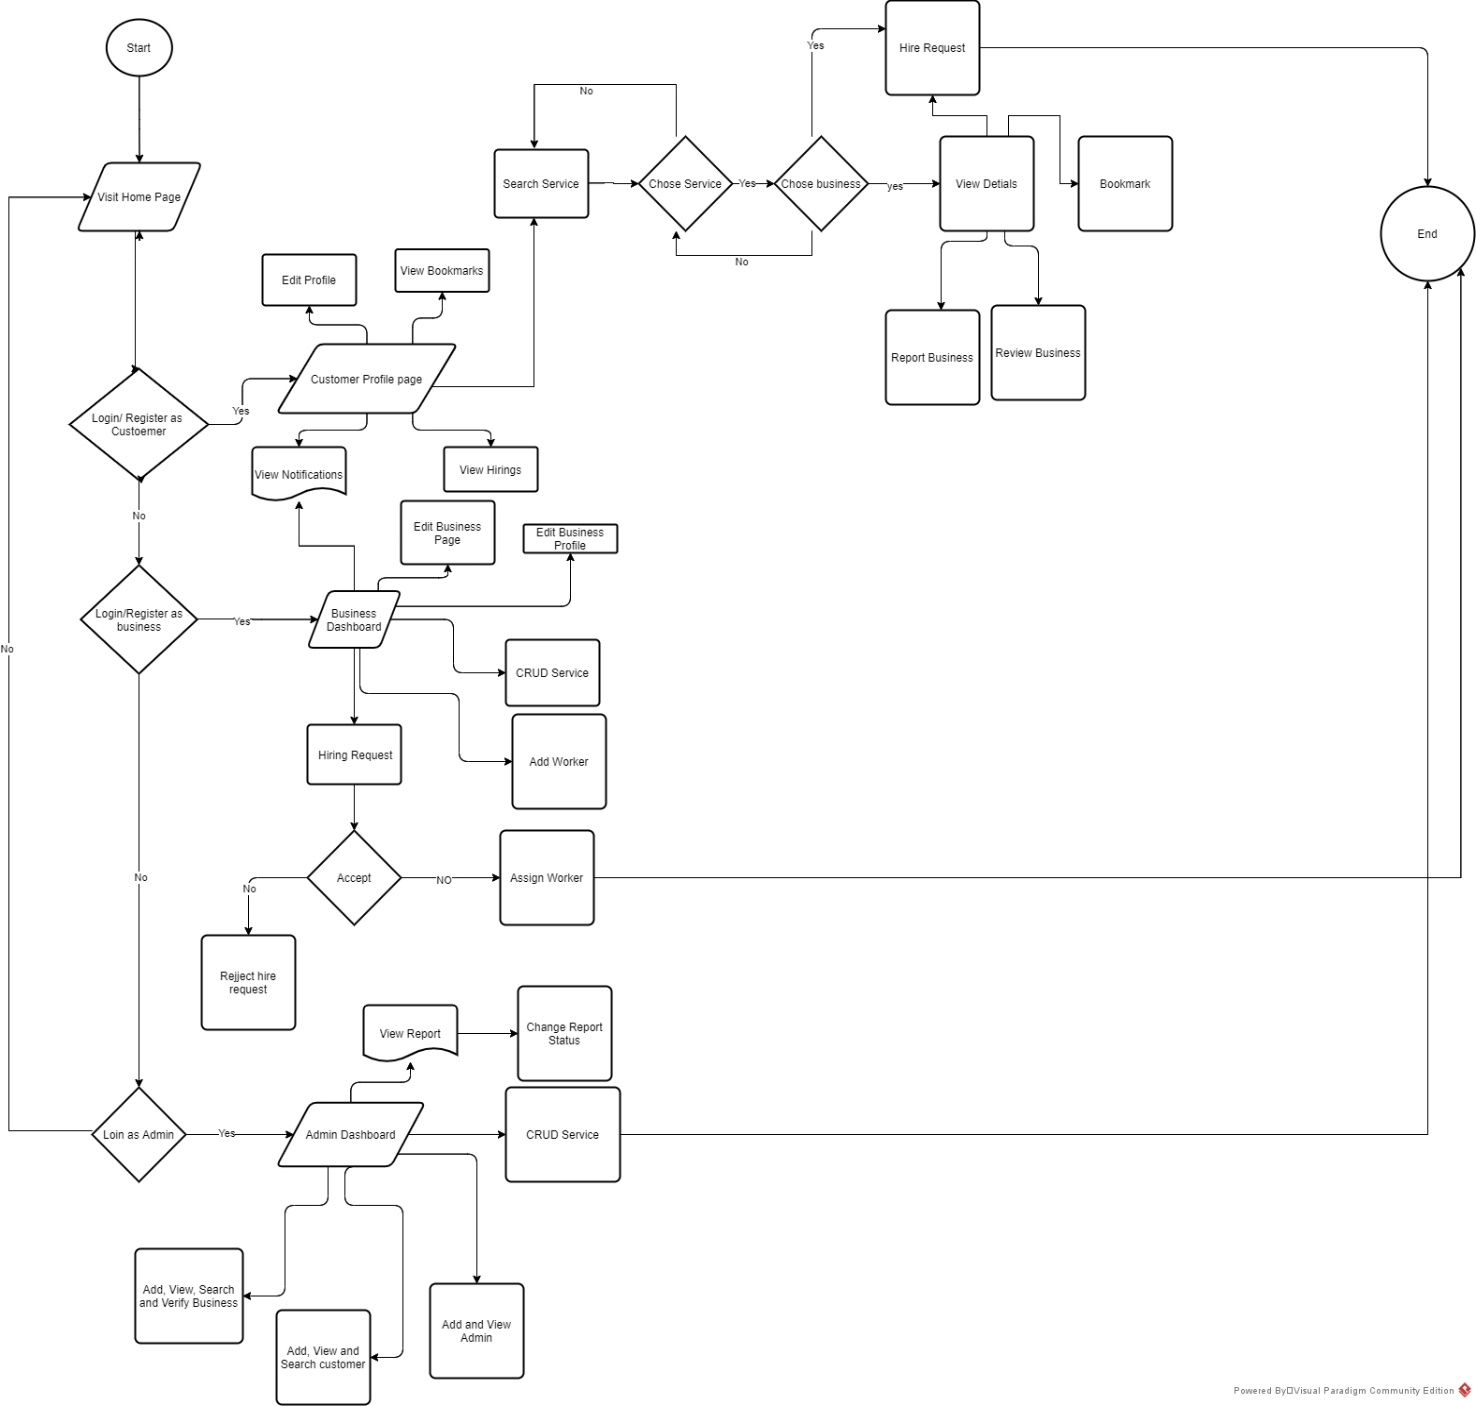 Start
Visit Home Page
Hire Request
Yes
No
Search Service
Chose Service
Yes
Chose business
yes
View Detials
Bookmark
No
End
Edit Profile
View Bookmarks
Report Business
Review Business
Customer Profile page
Login/ Register as
Custoemer
Yes
View Notifications
View Hirings
No
Edit Business
Page
Edit Business
Profile
Login/Register as
business
Yes
Business
Dashboard
No
CRUD Service
Hiring Request
Add Worker
Accept
No
NO
Assign Worker
No
Rejject hire
request
View Report
Change Report
Status
Loin as Admin
Yes
Admin Dashboard
CRUD Service
Add, View, Search
and Verify Business
Add, View and
Search customer
Add and View
Admin
Powered By Visual Paradigm Community Edition